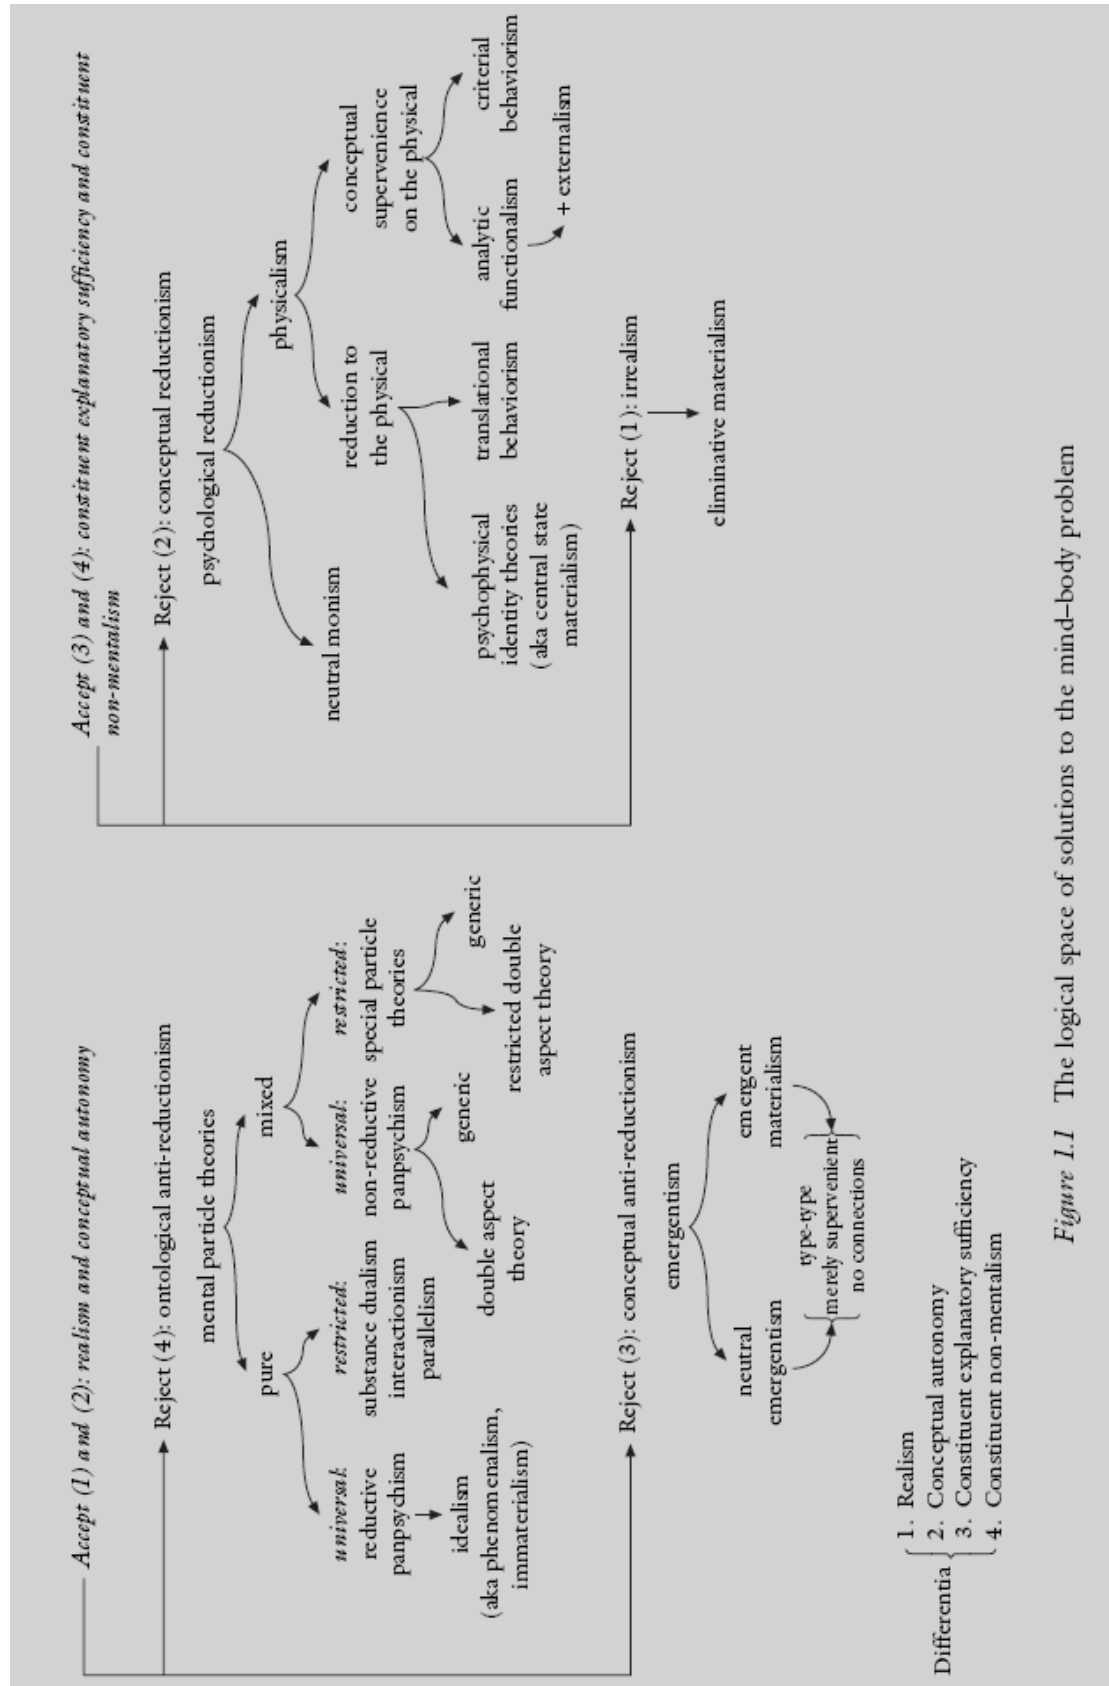 Accept (1) and (2): realism and conceptual autonomy
Reject (4): ontological anti-reductionism
mental particle theories
pure
mixed
universal:
reductive
panpsychism
idealism
(aka phenomenalism,
immaterialism)
restricted:
substance dualism
interactionism
parallelism
universal:
non-reductive
panpsychism
double aspect
theory
generic
restricted:
special particle
theories
restricted double
aspect theory
generic
Reject (3): conceptual anti-reductionism
emergentism
neutral
emergentism
emergent
materialism
type-type
merely supervenient
no connections
Differentia
1. Realism
2. Conceptual autonomy
3. Constituent explanatory sufficiency
4. Constituent non-mentalism
Accept (3) and (4): constituent explanatory sufficiency and constituent
non-mentalism
Reject (2): conceptual reductionism
psychological reductionism
neutral monism
physicalism
reduction to
the physical
conceptual
supervenience
on the physical
psychophysical
identity theories
(aka central state
materialism)
translational
behaviorism
analytic
functionalism
+ externalism
criterial
behaviorism
Reject (1): irrealism
eliminative materialism
Figure 1.1 The logical space of solutions to the mind–body problem